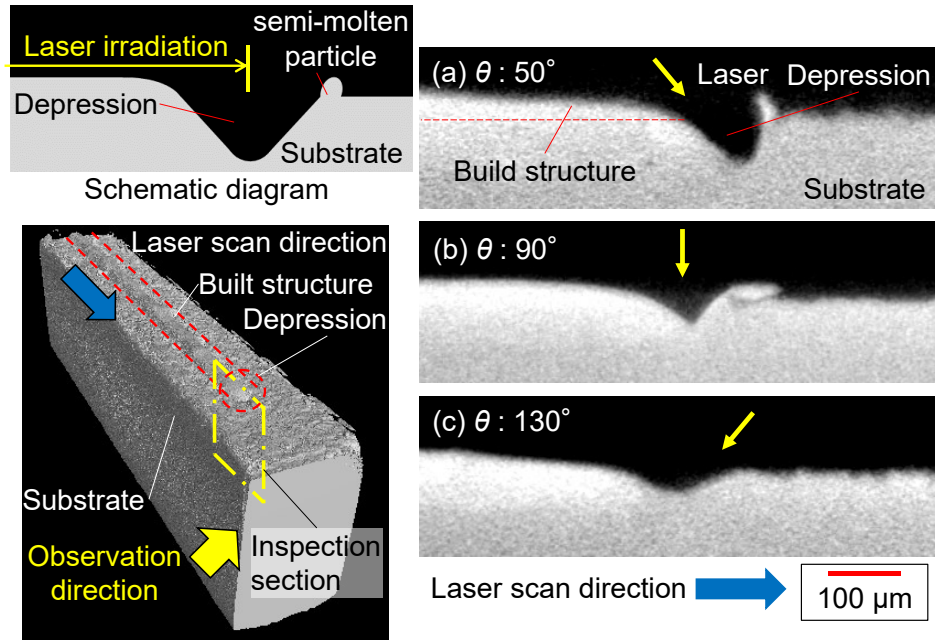 Laser irradiation
semi-molten
particle
Depression
Substrate
Schematic diagram
Laser scan direction
Built structure
Depression
Substrate
Observation
direction
Inspection
section
(a) θ : 50°
Laser
Depression
Build structure
Substrate
(b) θ : 90°
(c) θ : 130°
Laser scan direction
100 μm